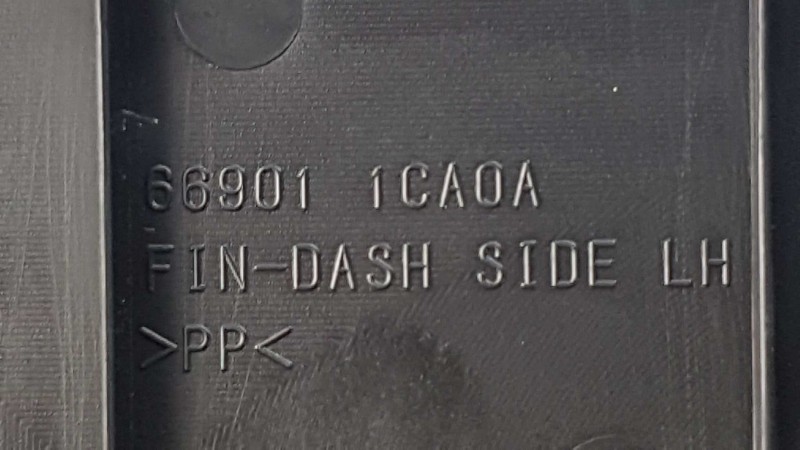 66901 1CA0A
FIN-DASH SIDE LH
>PP<